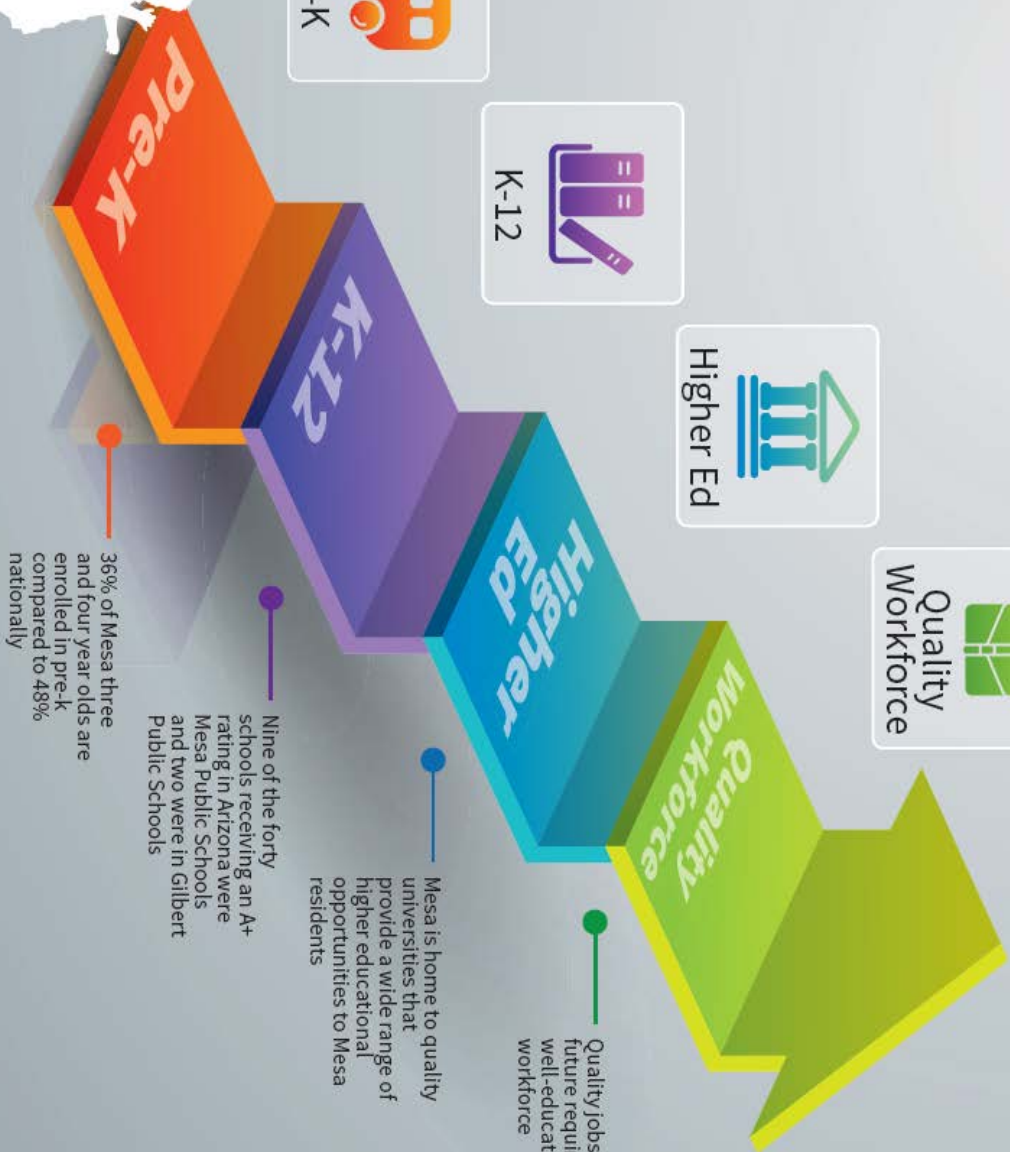 -K
K-12
Higher Ed
Quality
Workforce
Pre-K
K-12
Higher
Ed
Quality
Workforce
36% of Mesa three
and four year olds are
enrolled in pre-k
compared to 48%
nationally
Nine of the forty
schools receiving an A+
rating in Arizona were
Mesa Public Schools
and two were in Gilbert
Public Schools
Mesa is home to quality
universities that
provide a wide range of
higher educational
opportunities to Mesa
residents
Quality jobs
future requi
well-educat
workforce